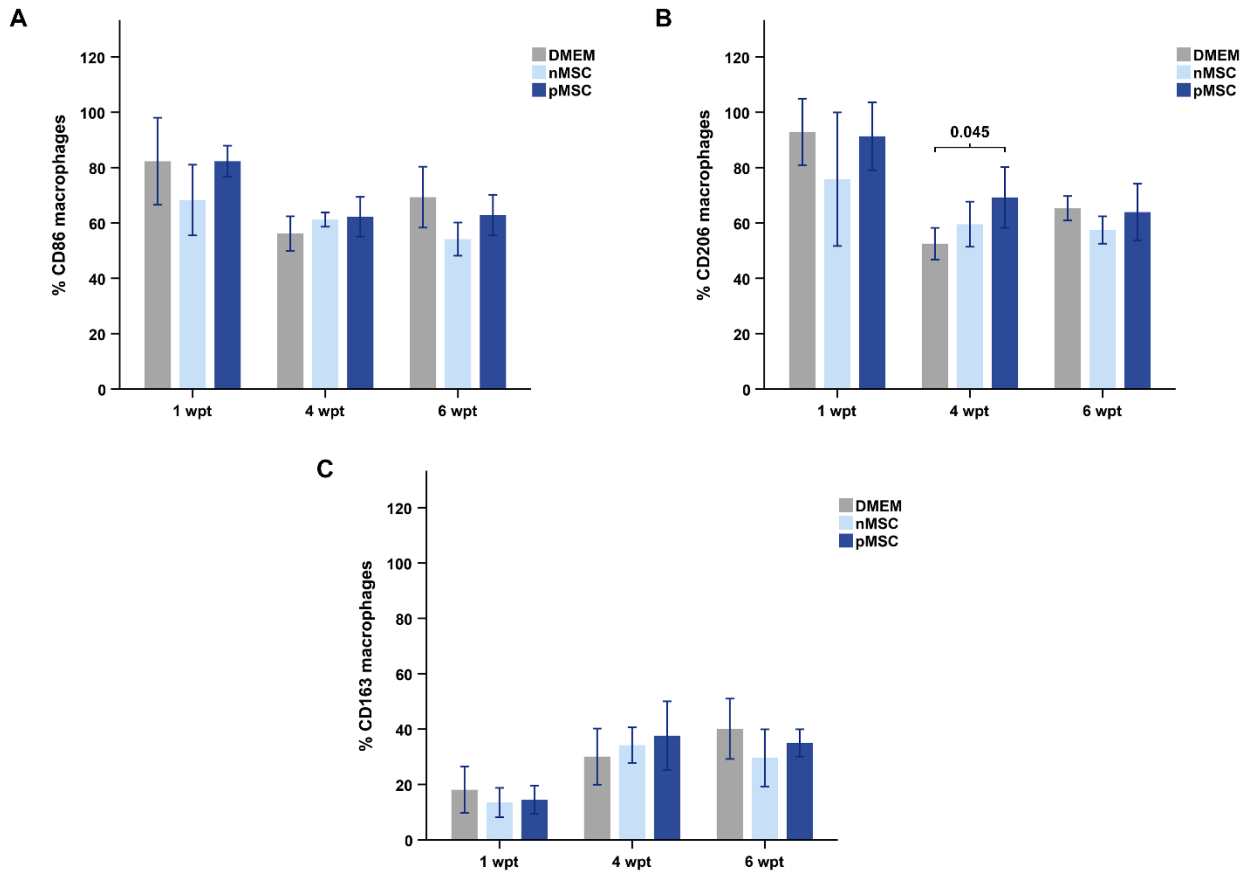 A
% CD86 macrophages
120
100
80
60
40
20
0
1 wpt 4 wpt 6 wpt
DMEM
nMSC
pMSC
B
% CD206 macrophages
120
100
80
60
40
20
0
0.045
1 wpt 4 wpt 6 wpt
DMEM
nMSC
pMSC
C
% CD163 macrophages
120
100
80
60
40
20
0
1 wpt 4 wpt 6 wpt
DMEM
nMSC
pMSC